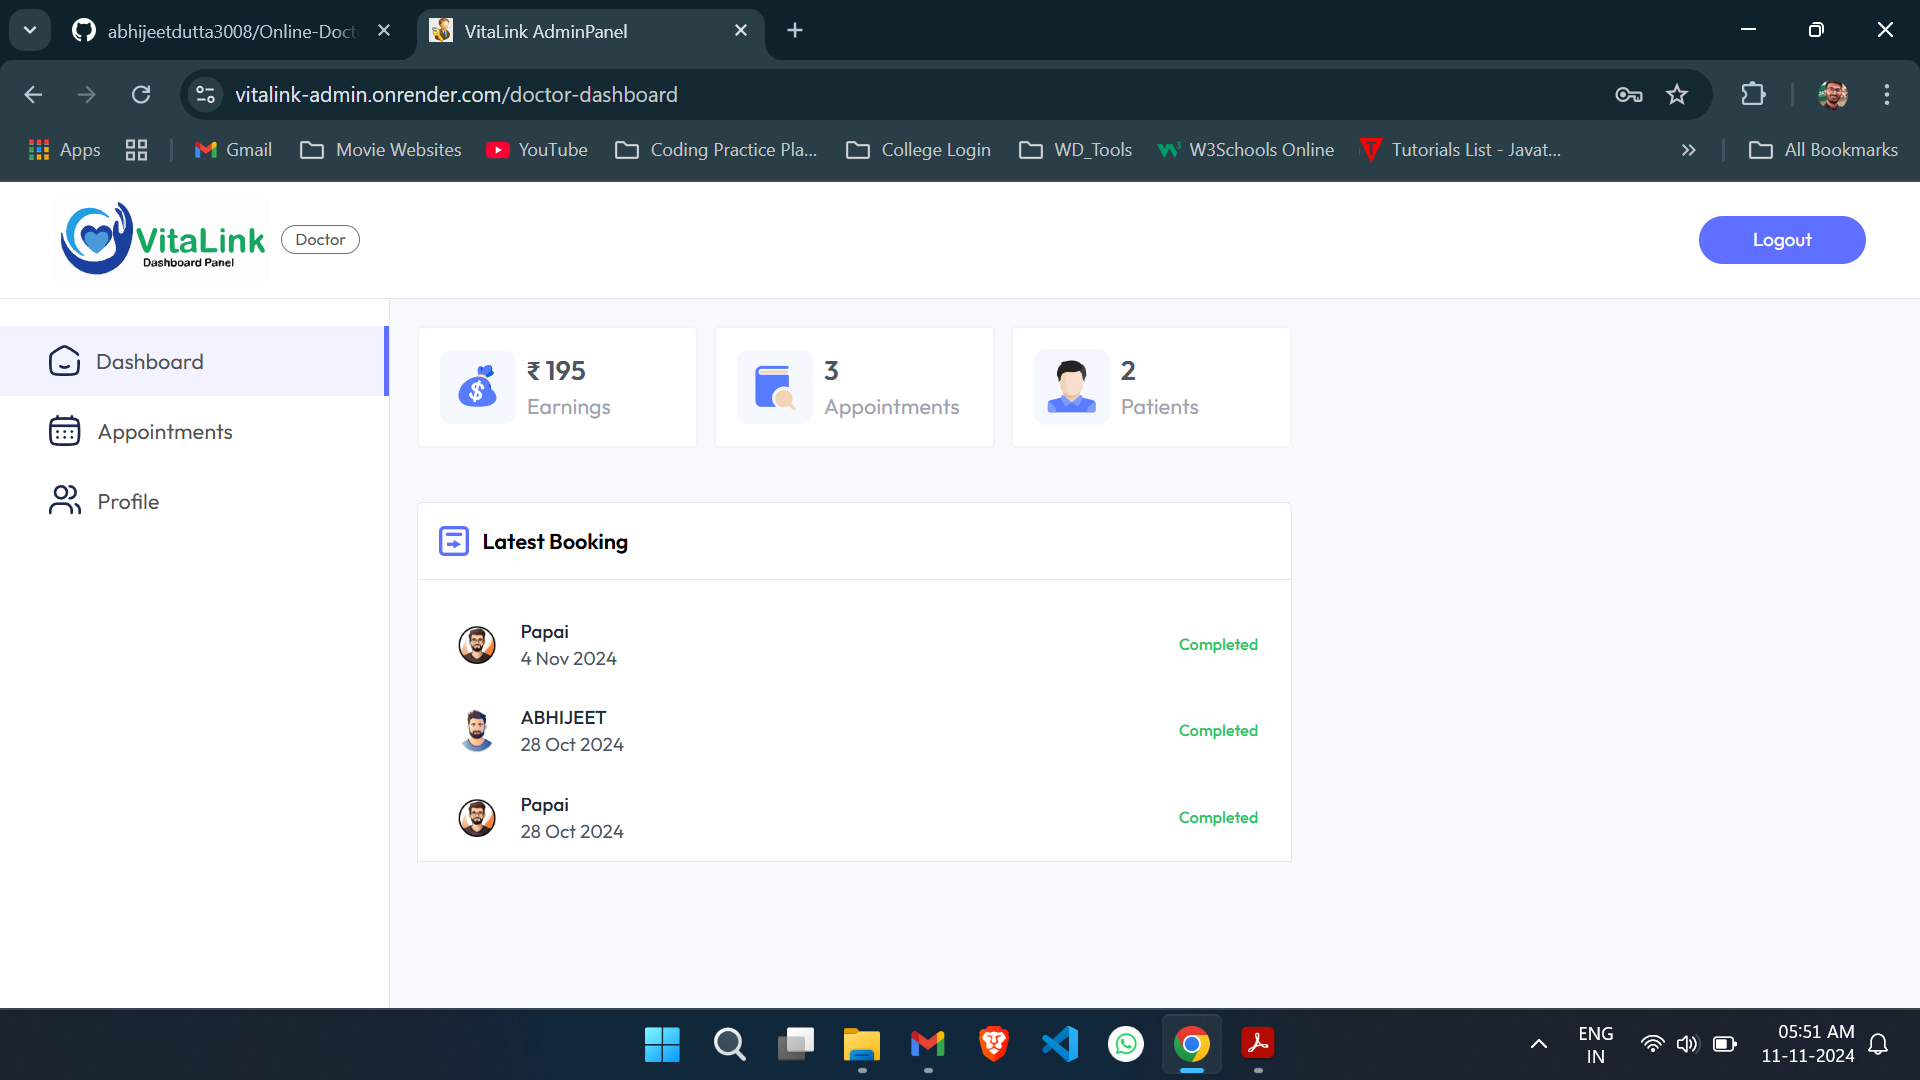 abhijeetdutta3008/Online-Doct
VitaLink AdminPanel
vitalink-admin.onrender.com/doctor-dashboard
Apps
Gmail
Movie Websites
YouTube
Coding Practice Pla...
College Login
WD_Tools
W3Schools Online
Tutorials List - Javat...
All Bookmarks
VitaLink
Dashboard Panel
Doctor
Logout
Dashboard
Appointments
Profile
₹ 195
Earnings
3
Appointments
2
Patients
Latest Booking
Papai
4 Nov 2024
Completed
ABHIJEET
28 Oct 2024
Completed
Papai
28 Oct 2024
Completed
ENG
IN
05:51 AM
11-11-2024